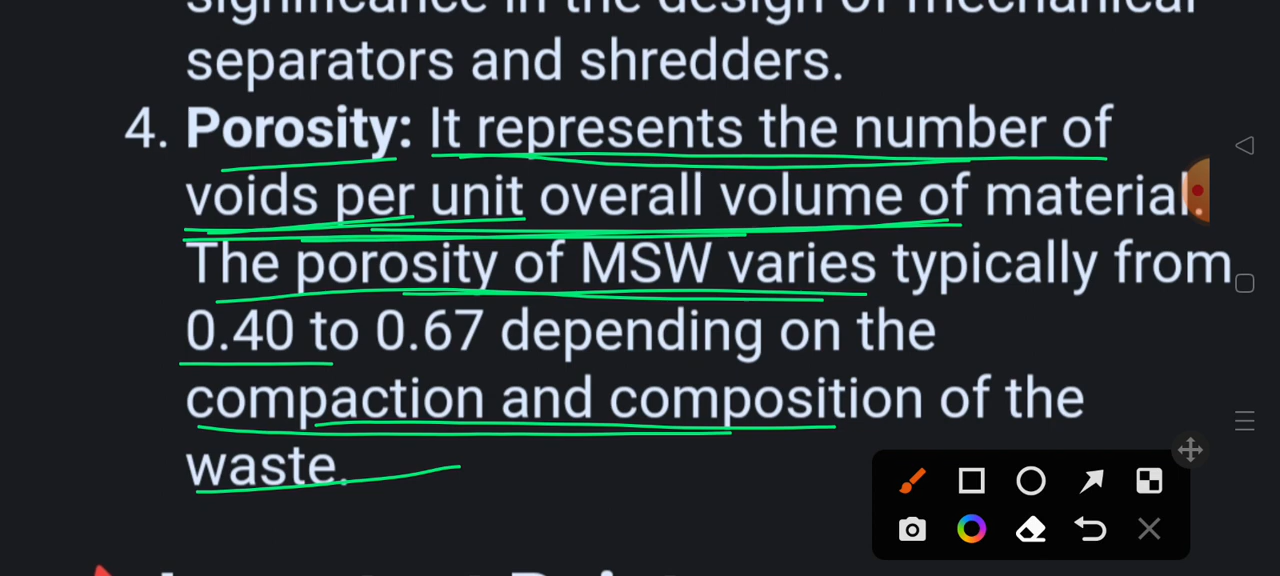 separators and shredders.
4. Porosity: It represents the number of
voids per unit overall volume of material.
The porosity of MSW varies typically from
0.40 to 0.67 depending on the
compaction and composition of the
waste.